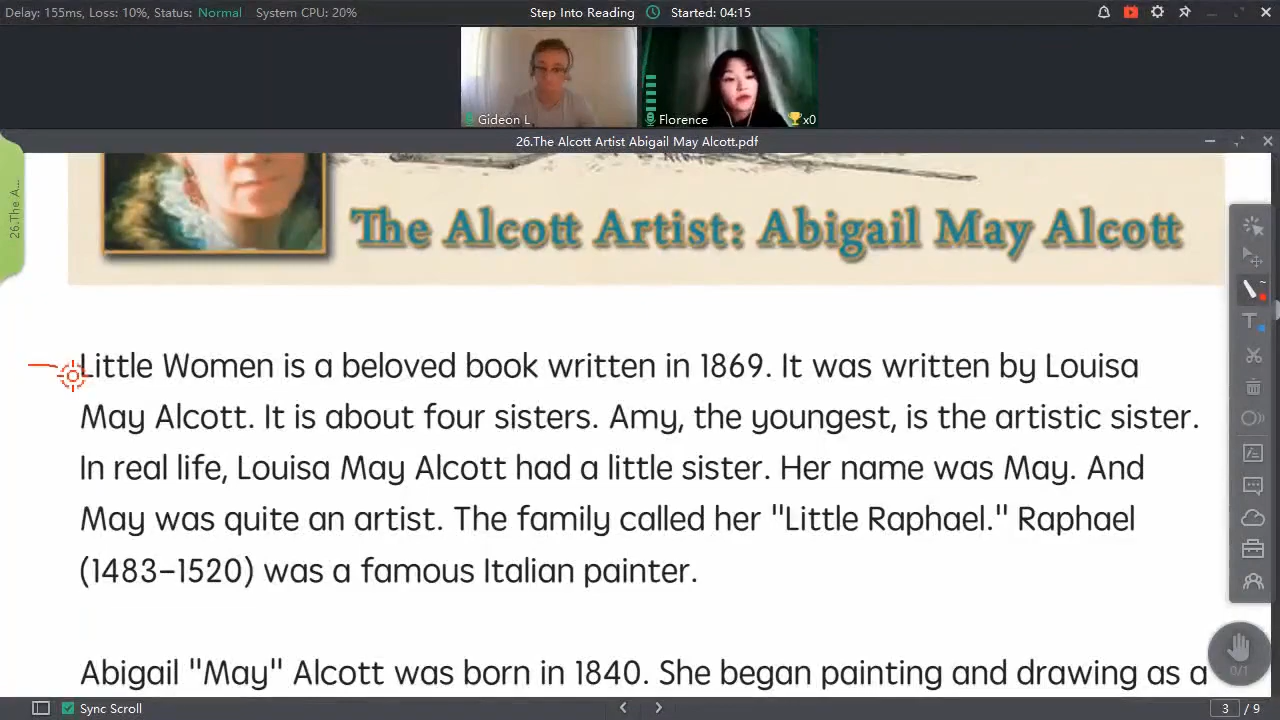 Delay: 155ms, Loss: 10%, Status: Normal System CPU: 20% Step Into Reading Started: 04:15
Gideon L Florence x0
26.The Alcott Artist Abigail May Alcott.pdf
26.The A...
The Alcott Artist: Abigail May Alcott
Little Women is a beloved book written in 1869. It was written by Louisa
May Alcott. It is about four sisters. Amy, the youngest, is the artistic sister.
In real life, Louisa May Alcott had a little sister. Her name was May. And
May was quite an artist. The family called her "Little Raphael." Raphael
(1483–1520) was a famous Italian painter.
Abigail "May" Alcott was born in 1840. She began painting and drawing as a
0/1
Sync Scroll 3 / 9